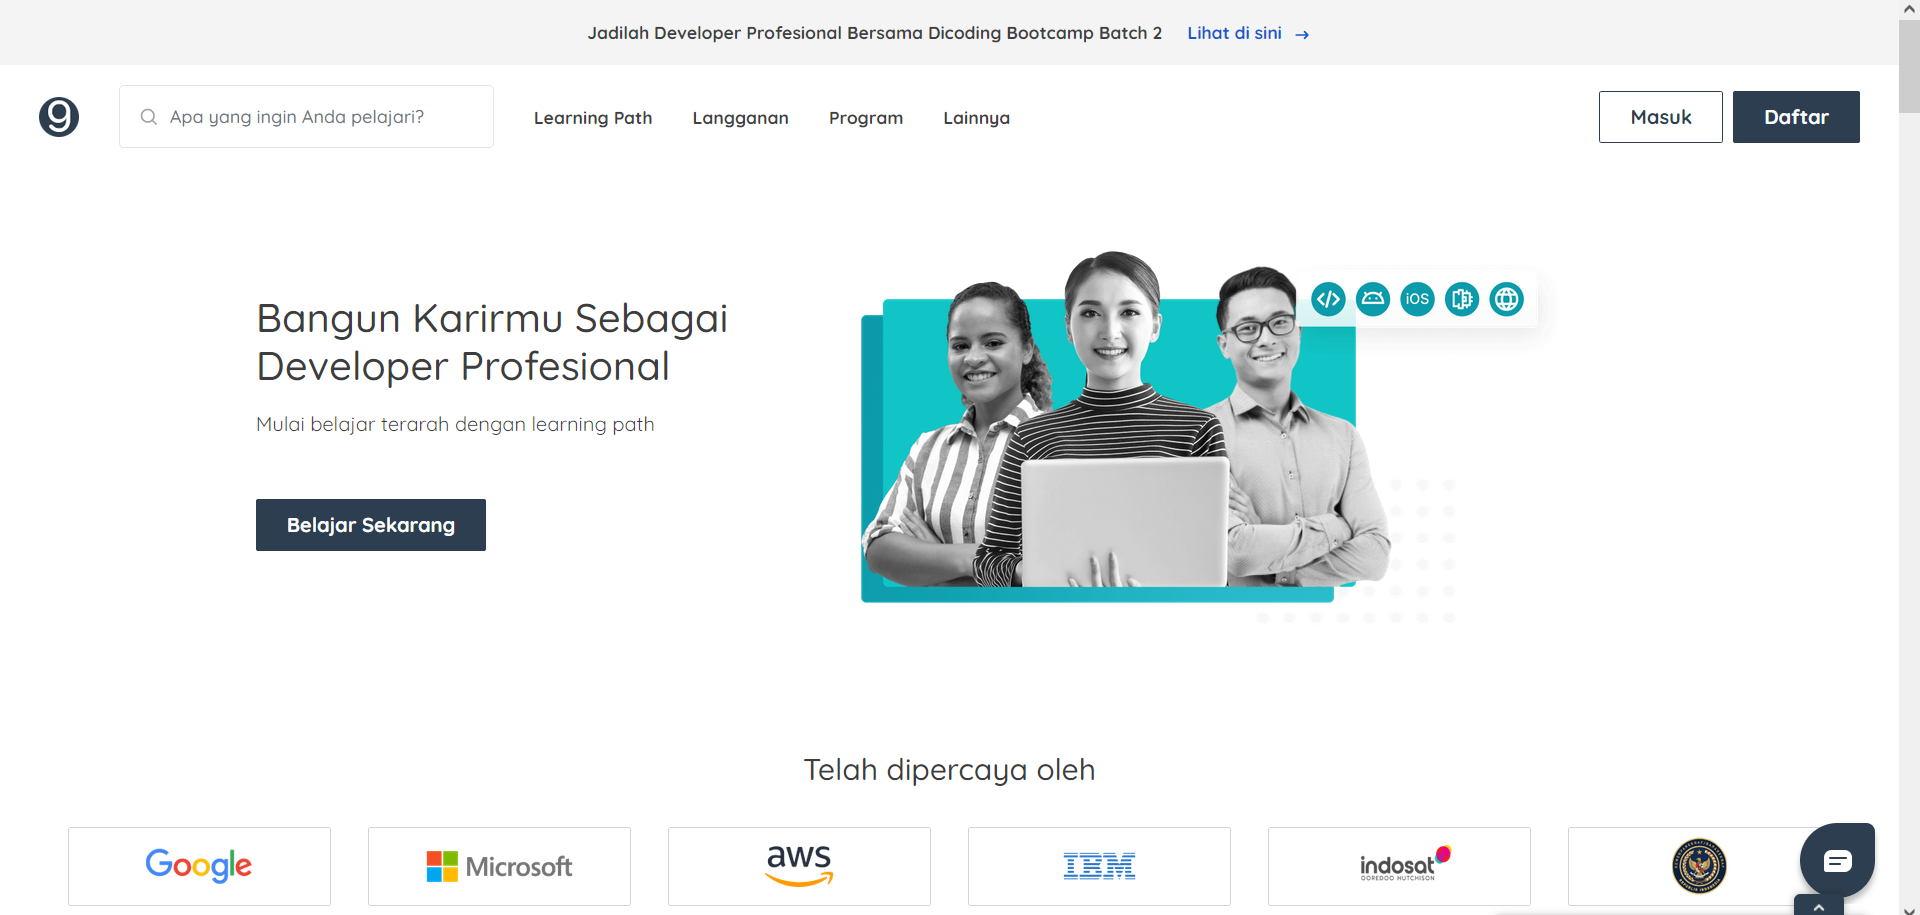 Jadilah Developer Profesional Bersama Dicoding Bootcamp Batch 2 Lihat di sini →
Apa yang ingin Anda pelajari?
Learning Path
Langganan
Program
Lainnya
Masuk
Daftar
Bangun Karirmu Sebagai
Developer Profesional
Mulai belajar terarah dengan learning path
Belajar Sekarang
iOS
Telah dipercaya oleh
Google
Microsoft
aws
IBM
indosat
OOREDOO HUTCHISON